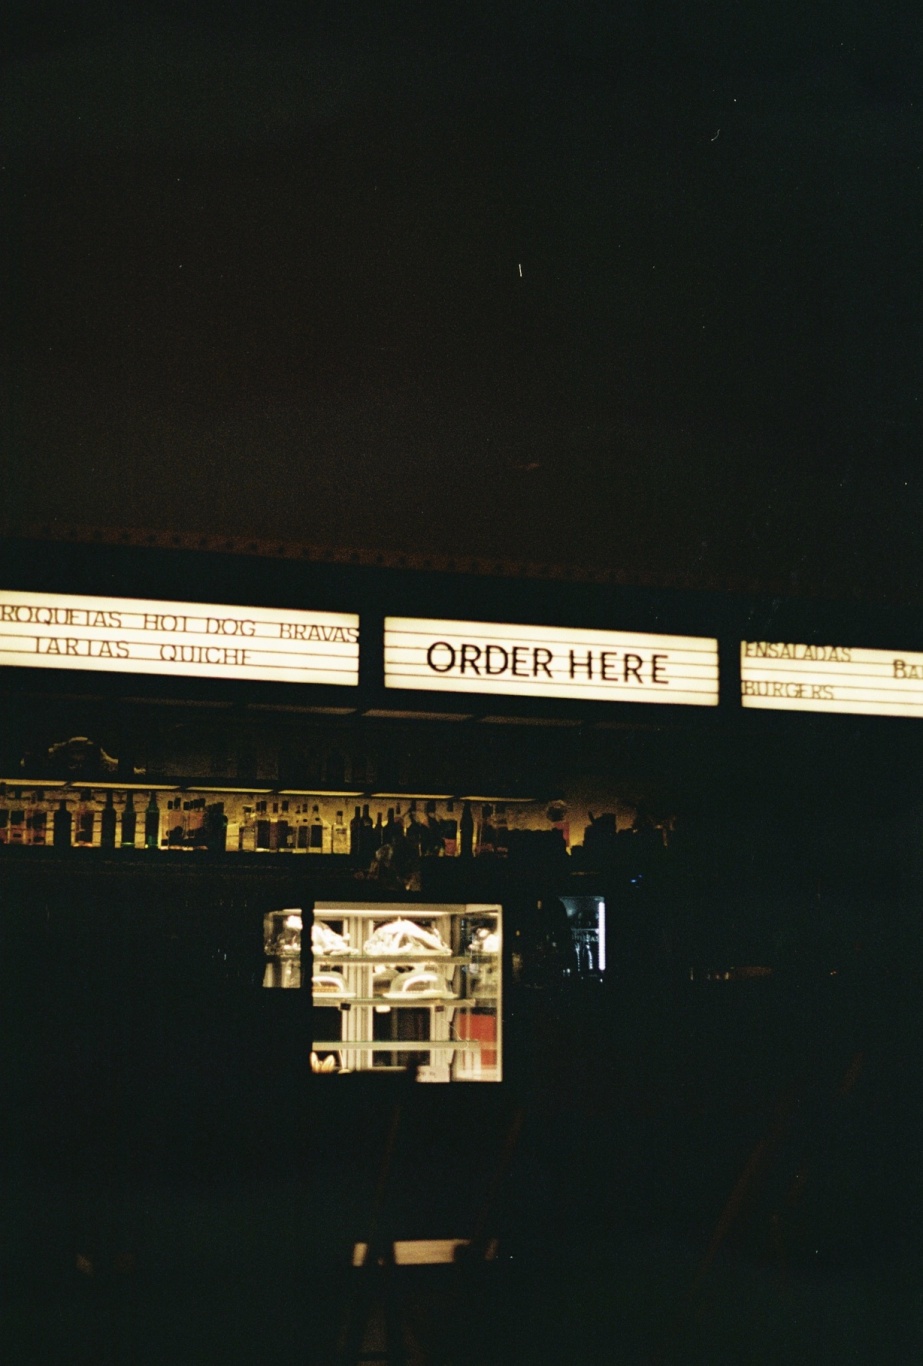 ROQUETAS HOT DOG BRAVAS
TARTAS QUICHE
ORDER HERE
ENSALADAS
BURGERS